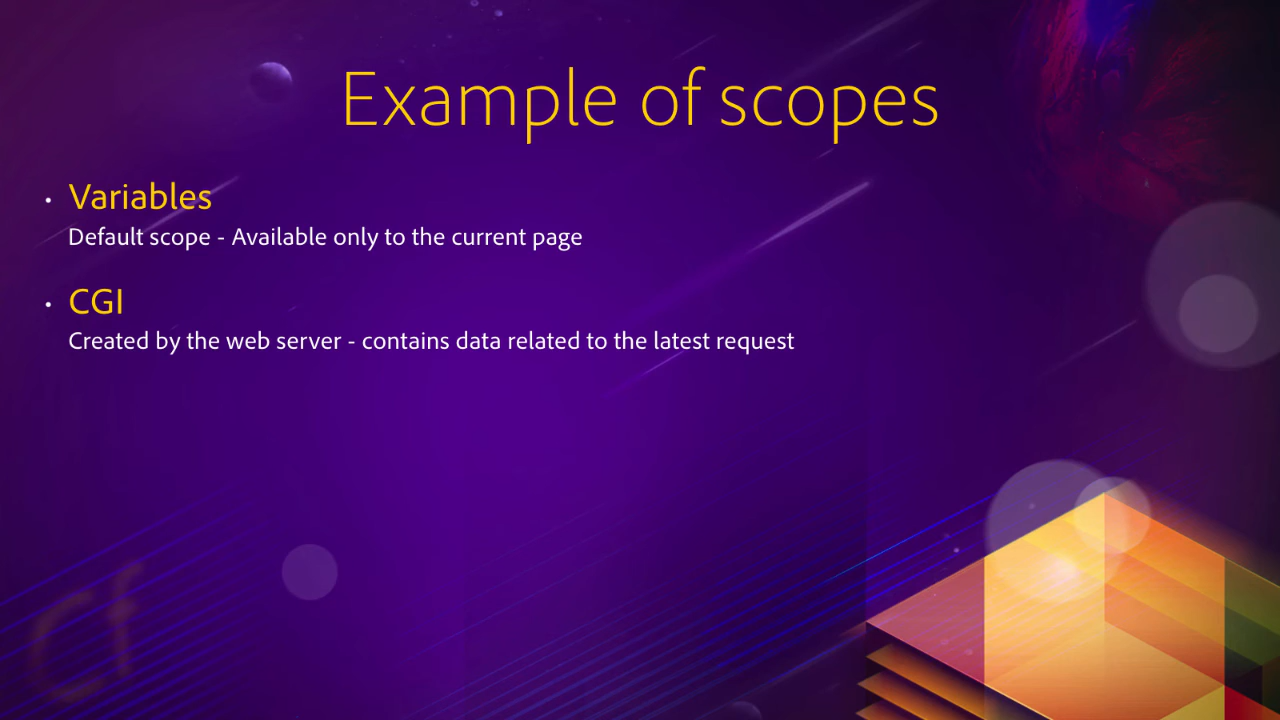 Example of scopes
• Variables
Default scope - Available only to the current page
• CGI
Created by the web server - contains data related to the latest request
Cf